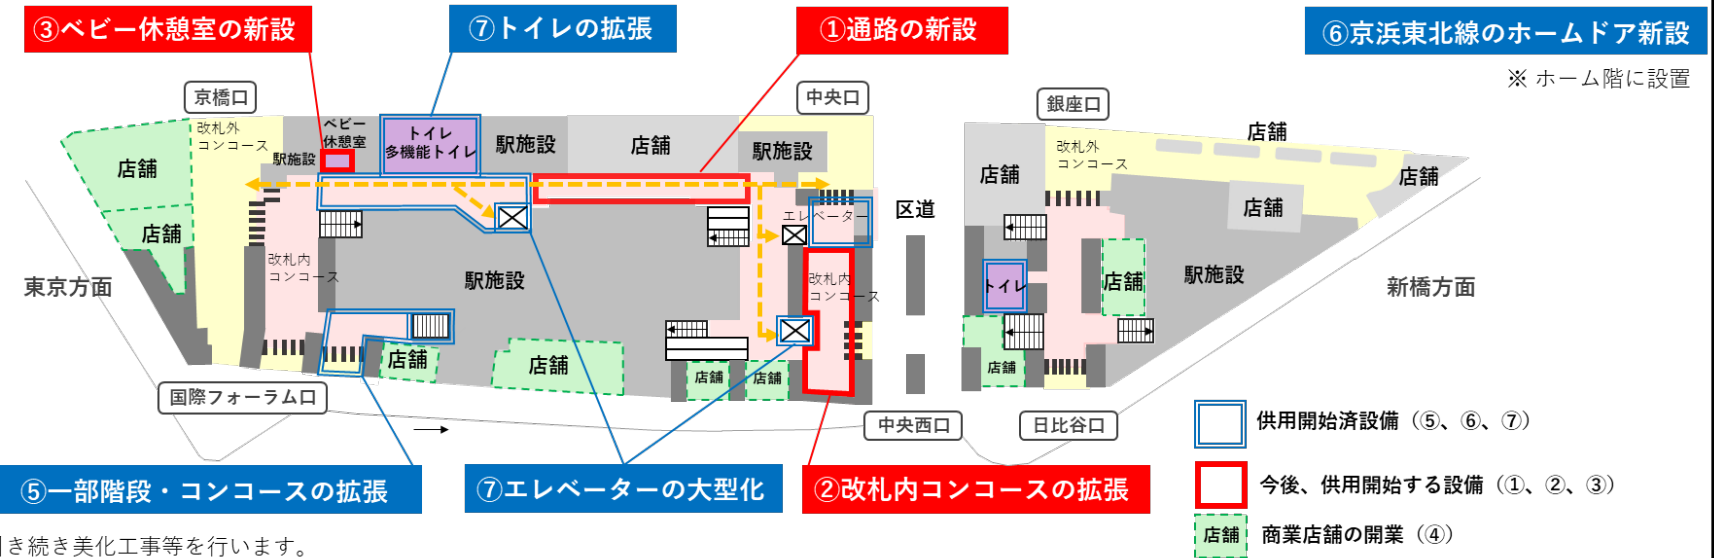 ③ベビー休憩室の新設
⑦トイレの拡張
①通路の新設
⑥京浜東北線のホームドア新設
※ ホーム階に設置
京橋口
中央口
銀座口
改札外
コンコース
駅施設
ベビー
休憩室
トイレ
多機能トイレ
駅施設
店舗
駅施設
店舗
店舗
改札外
コンコース
店舗
店舗
店舗
店舗
エレベーター
区道
東京方面
改札内
コンコース
駅施設
改札内
コンコース
トイレ
店舗
駅施設
新橋方面
店舗
店舗
店舗
店舗
店舗
国際フォーラム口
中央西口
日比谷口
供用開始済設備（⑤、⑥、⑦）
⑤一部階段・コンコースの拡張
⑦エレベーターの大型化
②改札内コンコースの拡張
今後、供用開始する設備（①、②、③）
店舗
商業店舗の開業（④）
き続き美化工事等を行います。